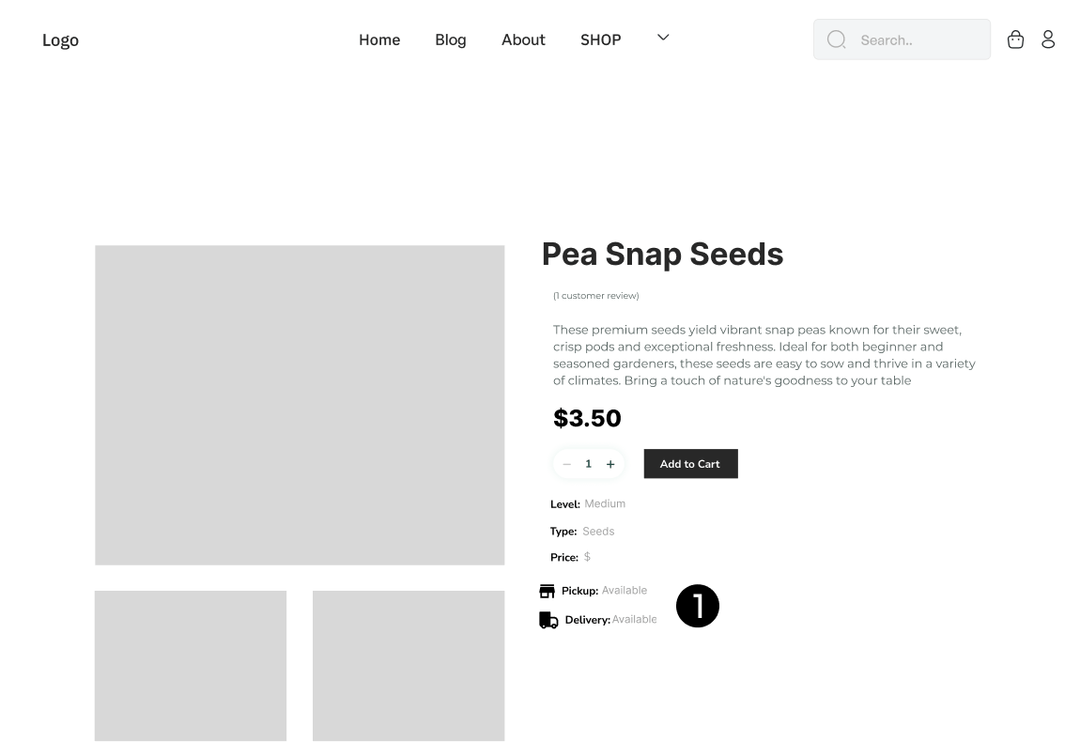 Logo
Home Blog About SHOP
Search..
Pea Snap Seeds
(1 customer review)
These premium seeds yield vibrant snap peas known for their sweet,
crisp pods and exceptional freshness. Ideal for both beginner and
seasoned gardeners, these seeds are easy to sow and thrive in a variety
of climates. Bring a touch of nature's goodness to your table
$3.50
− 1 + Add to Cart
Level: Medium
Type: Seeds
Price: $
Pickup: Available
1
Delivery: Available